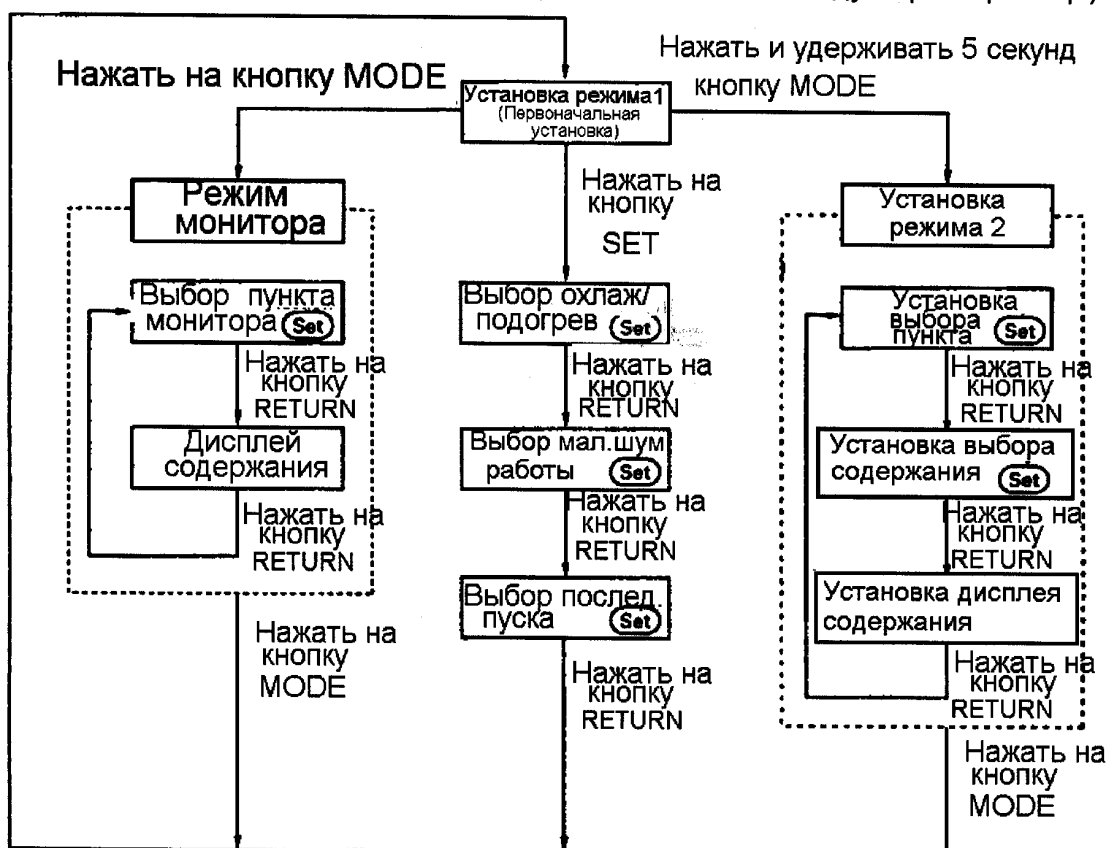 Нажать на кнопку MODE
Нажать и удерживать 5 секунд
кнопку MODE
Установка режима1
(Первоначальная
установка)
Режим
монитора
Выбор пункта
монитора Set
Нажать на
кнопку
RETURN
Дисплей
содержания
Нажать на
кнопку
RETURN
Нажать на
кнопку
MODE
Нажать на
кнопку
SET
Выбор охлаж/
подогрев Set
Нажать на
кнопку
RETURN
Выбор мал.шум
работы Set
Нажать на
кнопку
RETURN
Выбор послед.
пуска Set
Нажать на
кнопку
RETURN
Установка
режима 2
Установка
выбора
пункта Set
Нажать на
кнопку
RETURN
Установка выбора
содержания Set
Нажать на
кнопку
RETURN
Установка дисплея
содержания
Нажать на
кнопку
RETURN
Нажать на
кнопку
MODE